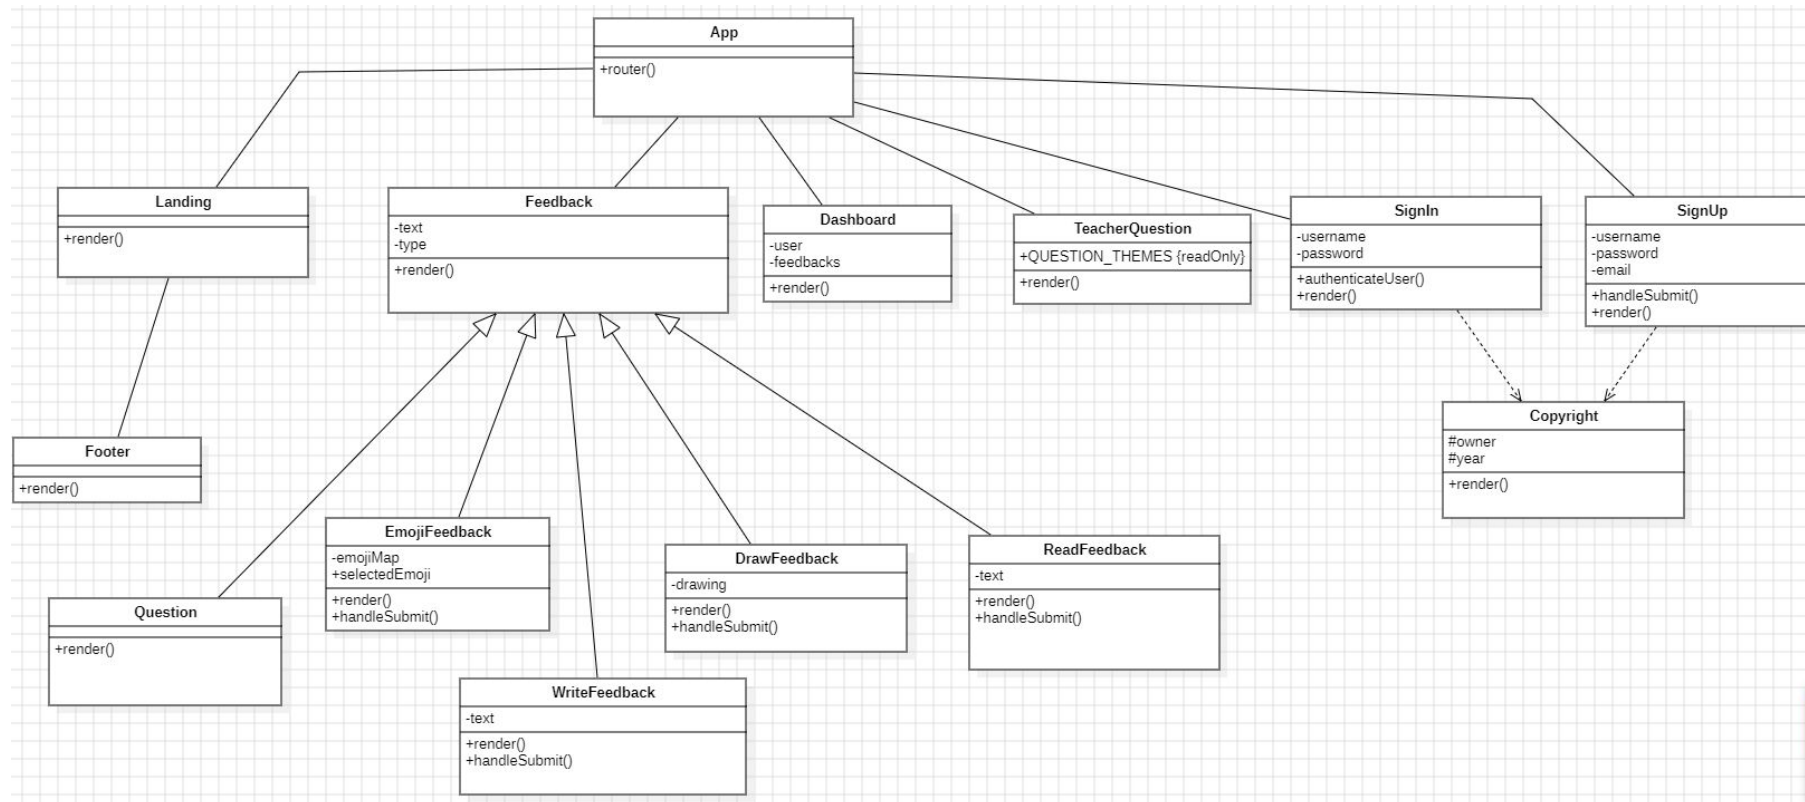 App
+router()
Landing
+render()
Feedback
-text
-type
+render()
Dashboard
-user
-feedbacks
+render()
TeacherQuestion
+QUESTION_THEMES {readOnly}
+render()
SignIn
-username
-password
+authenticateUser()
+render()
SignUp
-username
-password
-email
+handleSubmit()
+render()
Copyright
#owner
#year
+render()
Footer
+render()
Question
+render()
EmojiFeedback
-emojiMap
+selectedEmoji
+render()
+handleSubmit()
WriteFeedback
-text
+render()
+handleSubmit()
DrawFeedback
-drawing
+render()
+handleSubmit()
ReadFeedback
-text
+render()
+handleSubmit()